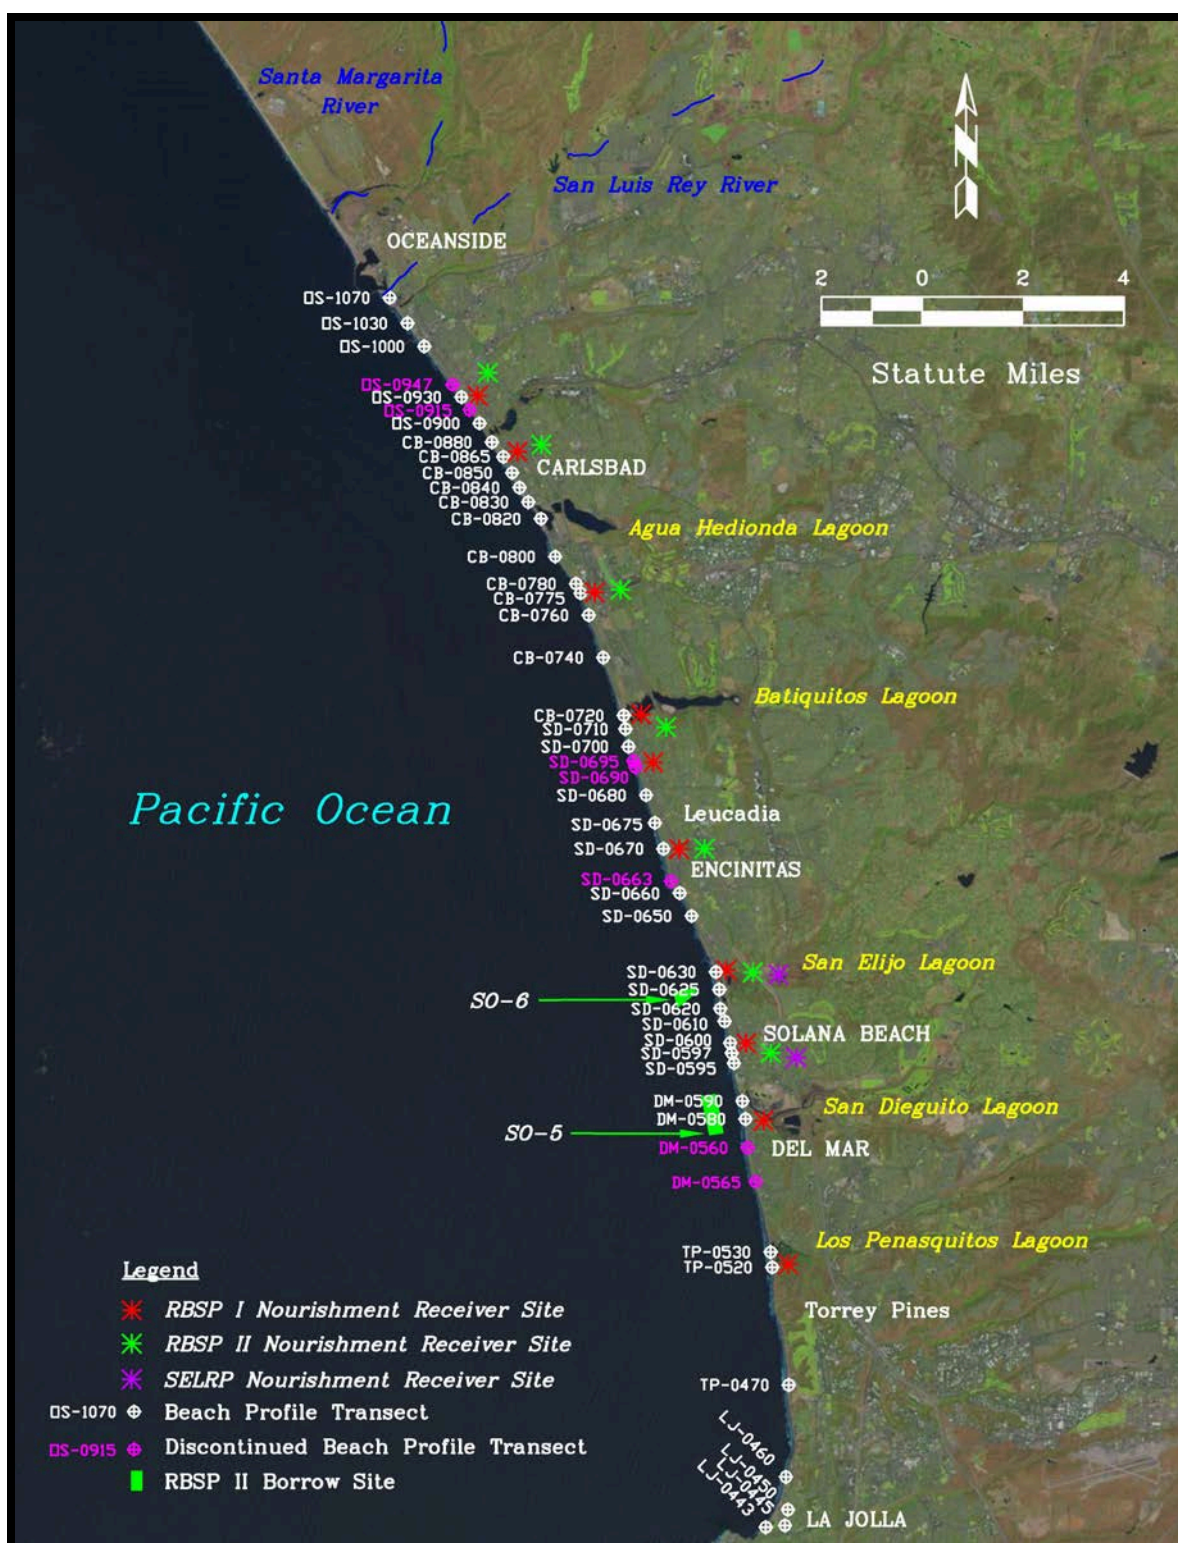 Santa Margarita
River
San Luis Rey River
OCEANSIDE
2 0 2 4
Statute Miles
OS-1070
OS-1030
OS-1000
OS-0947
OS-0930
OS-0915
OS-0900
CB-0880
CB-0865
CARLSBAD
CB-0850
CB-0840
CB-0830
CB-0820
Agua Hedionda Lagoon
CB-0800
CB-0780
CB-0775
CB-0760
CB-0740
Batiquitos Lagoon
CB-0720
SD-0710
SD-0700
SD-0695
SD-0690
SD-0680
Pacific Ocean
Leucadia
SD-0675
SD-0670
ENCINITAS
SD-0663
SD-0660
SD-0650
San Elijo Lagoon
SD-0630
SD-0625
SO-6
SD-0620
SD-0610
SOLANA BEACH
SD-0600
SD-0597
SD-0595
DM-0590
San Dieguito Lagoon
DM-0580
SO-5
DM-0560
DEL MAR
DM-0565
Los Penasquitos Lagoon
TP-0530
TP-0520
Torrey Pines
TP-0470
LJ-0460
LJ-0450
LJ-0445
LJ-0443
LA JOLLA
Legend
RBSP I Nourishment Receiver Site
RBSP II Nourishment Receiver Site
SELRP Nourishment Receiver Site
OS-1070 Beach Profile Transect
OS-0915 Discontinued Beach Profile Transect
RBSP II Borrow Site